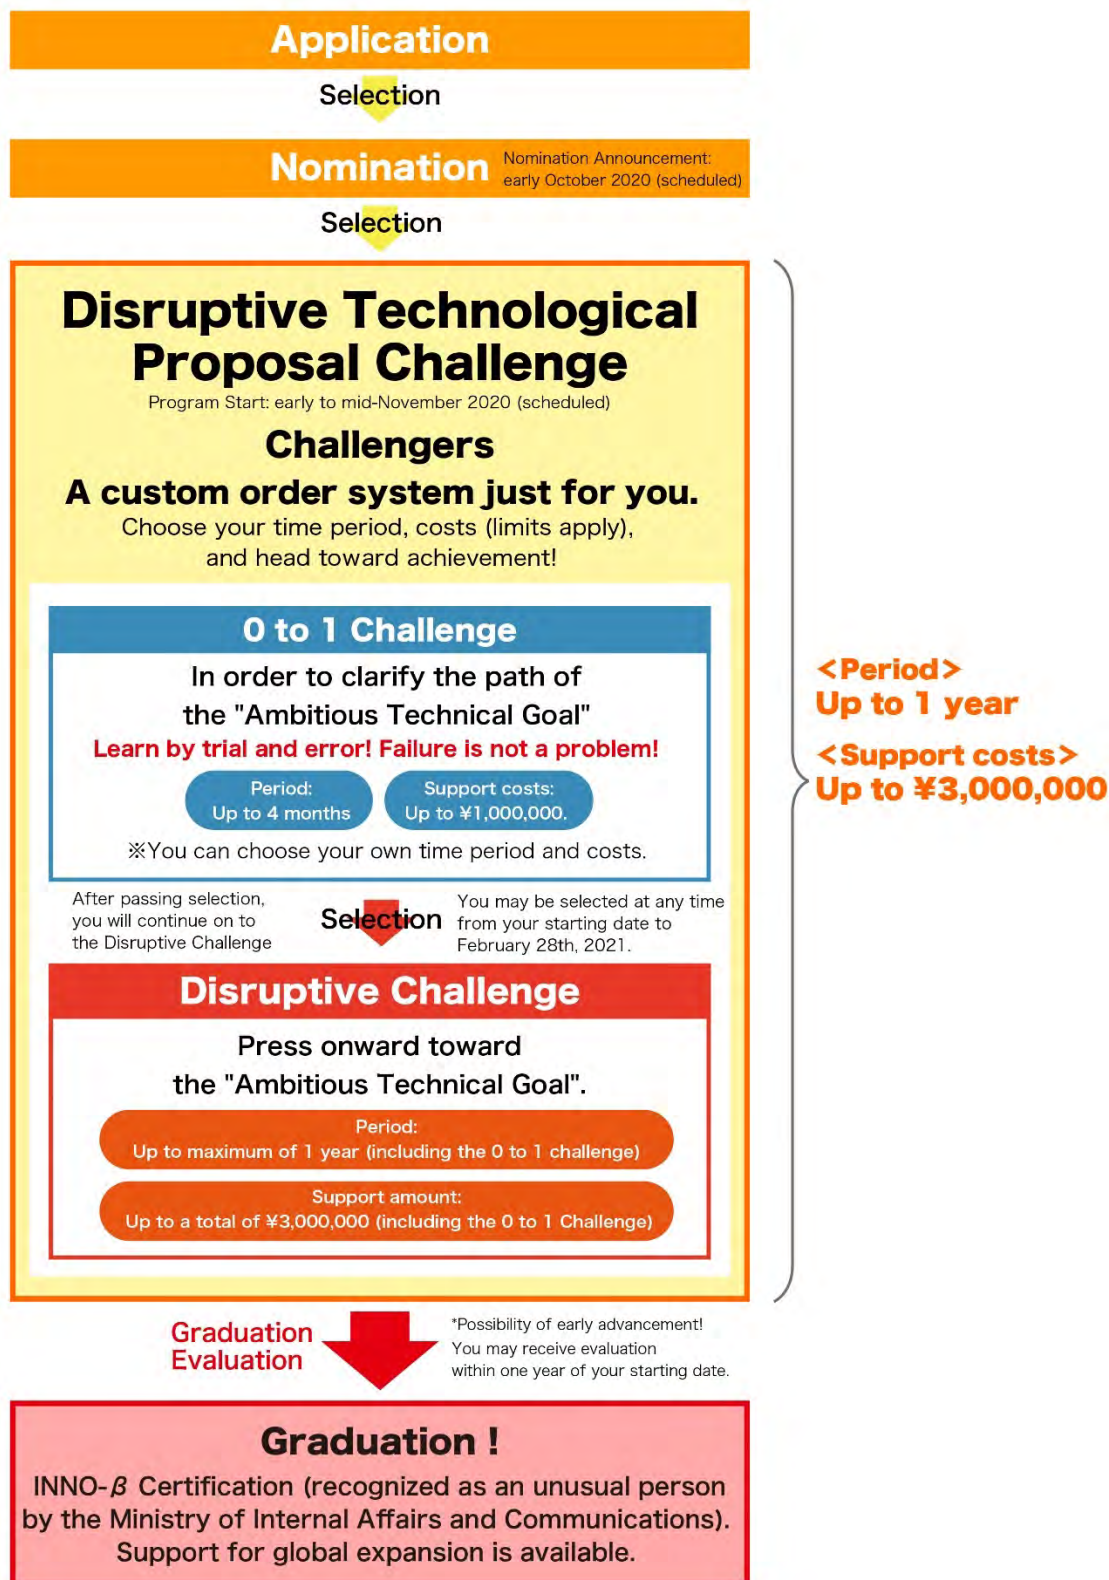 Application
Selection
Nomination
Nomination Announcement:
early October 2020 (scheduled)
Selection
Disruptive Technological
Proposal Challenge
Program Start: early to mid-November 2020 (scheduled)
Challengers
A custom order system just for you.
Choose your time period, costs (limits apply),
and head toward achievement!
0 to 1 Challenge
In order to clarify the path of
the "Ambitious Technical Goal"
Learn by trial and error! Failure is not a problem!
Period:
Up to 4 months
Support costs:
Up to ¥1,000,000.
※You can choose your own time period and costs.
After passing selection,
you will continue on to
the Disruptive Challenge
Selection
You may be selected at any time
from your starting date to
February 28th, 2021.
Disruptive Challenge
Press onward toward
the "Ambitious Technical Goal".
Period:
Up to maximum of 1 year (including the 0 to 1 challenge)
Support amount:
Up to a total of ¥3,000,000 (including the 0 to 1 Challenge)
<Period>
Up to 1 year
<Support costs>
Up to ¥3,000,000
Graduation
Evaluation
*Possibility of early advancement!
You may receive evaluation
within one year of your starting date.
Graduation !
INNO-β Certification (recognized as an unusual person
by the Ministry of Internal Affairs and Communications).
Support for global expansion is available.